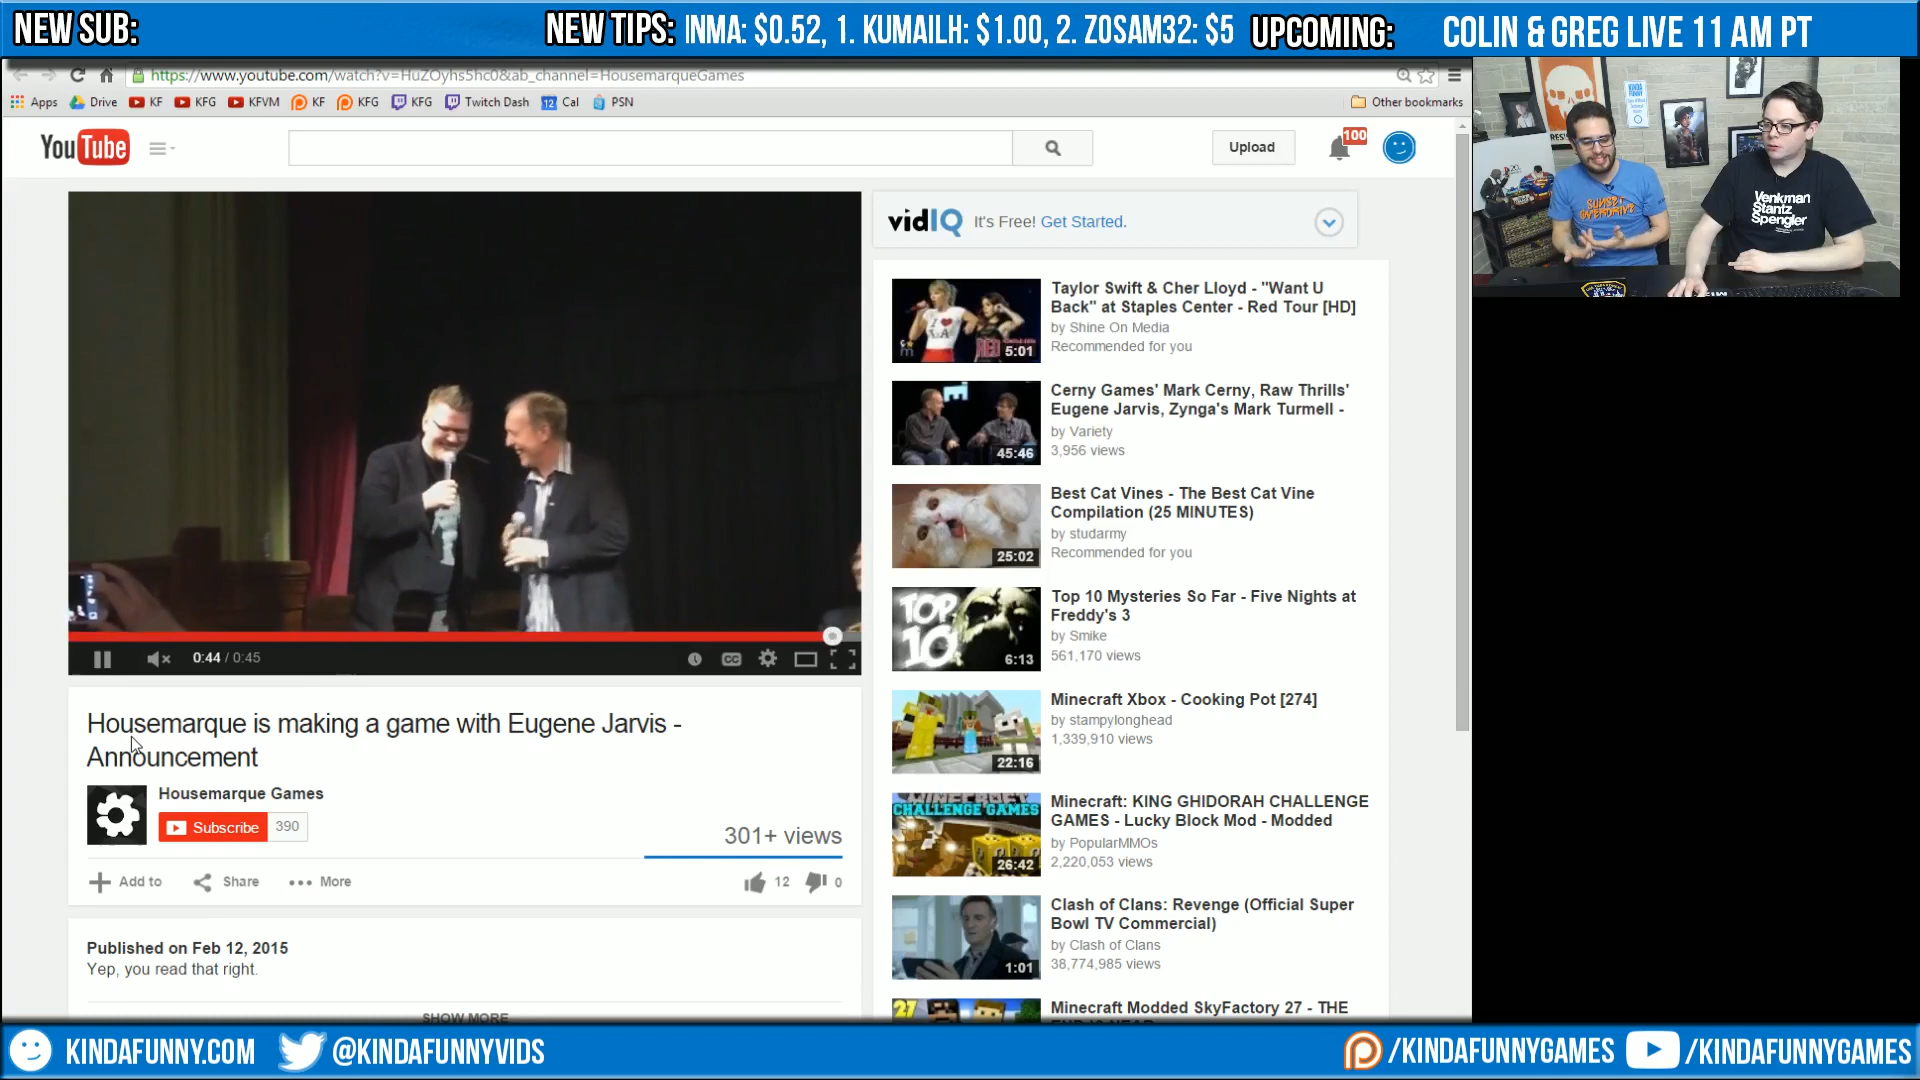 NEW SUB:
NEW TIPS: INMA: $0.52, 1. KUMAILH: $1.00, 2. Z0SAM32: $5
UPCOMING: COLIN & GREG LIVE 11 AM PT
https://www.youtube.com/watch?v=HuZOyhs5hc0&ab_channel=HousemarqueGames
Apps Drive KF KFG KFVM KF KFG KFG Twitch Dash 12 Cal PSN Other bookmarks
YouTube
Upload
100
vidIQ It's Free! Get Started.
Taylor Swift & Cher Lloyd - "Want U
Back" at Staples Center - Red Tour [HD]
by Shine On Media
Recommended for you
5:01
Cerny Games' Mark Cerny, Raw Thrills'
Eugene Jarvis, Zynga's Mark Turmell -
by Variety
3,956 views
45:46
Best Cat Vines - The Best Cat Vine
Compilation (25 MINUTES)
by studarmy
Recommended for you
25:02
Top 10 Mysteries So Far - Five Nights at
Freddy's 3
by Smike
561,170 views
TOP
10
6:13
Minecraft Xbox - Cooking Pot [274]
by stampylonghead
1,339,910 views
22:16
Minecraft: KING GHIDORAH CHALLENGE
GAMES - Lucky Block Mod - Modded
by PopularMMOs
2,220,053 views
MINECRAFT
CHALLENGE GAMES
26:42
Clash of Clans: Revenge (Official Super
Bowl TV Commercial)
by Clash of Clans
38,774,985 views
1:01
Minecraft Modded SkyFactory 27 - THE
27
0:44 / 0:45
CC
Housemarque is making a game with Eugene Jarvis -
Announcement
Housemarque Games
Subscribe 390
301+ views
Add to Share More
12 0
Published on Feb 12, 2015
Yep, you read that right.
SHOW MORE
SUNSET
OVERDRIVE
Venkman
Stantz
Spengler
KINDAFUNNY.COM @KINDAFUNNYVIDS
/KINDAFUNNYGAMES /KINDAFUNNYGAMES